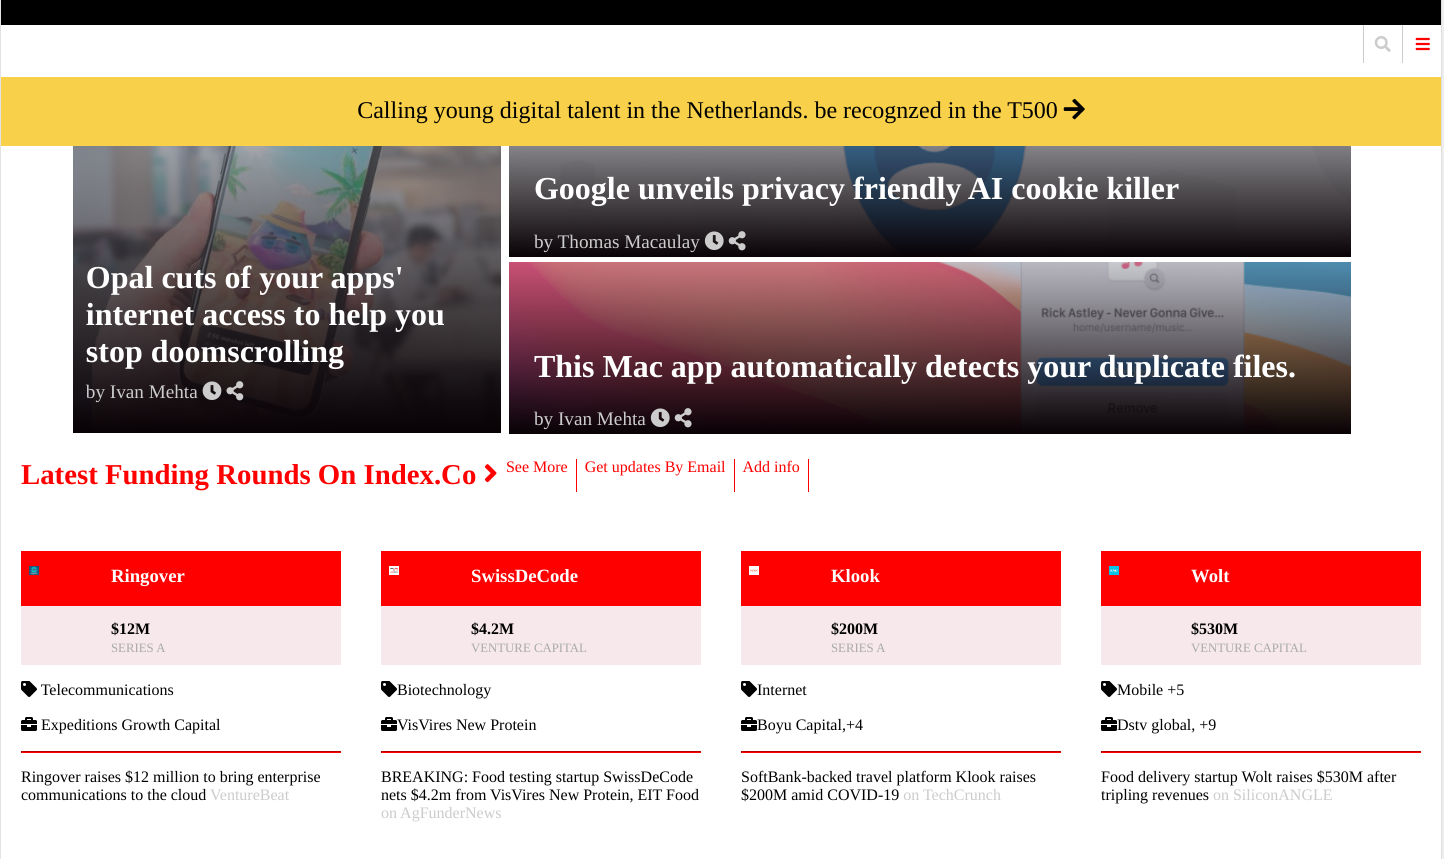 Calling young digital talent in the Netherlands. be recognzed in the T500
Opal cuts of your apps'
internet access to help you
stop doomscrolling
by Ivan Mehta
Google unveils privacy friendly AI cookie killer
by Thomas Macaulay
Rick Astley - Never Gonna Give...
home/username/music...
This Mac app automatically detects your duplicate files.
Remove
by Ivan Mehta
Latest Funding Rounds On Index.Co
See More
Get updates By Email
Add info
Ringover
$12M
SERIES A
Telecommunications
Expeditions Growth Capital
Ringover raises $12 million to bring enterprise
communications to the cloud VentureBeat
SwissDeCode
$4.2M
VENTURE CAPITAL
Biotechnology
VisVires New Protein
BREAKING: Food testing startup SwissDeCode
nets $4.2m from VisVires New Protein, EIT Food
on AgFunderNews
Klook
$200M
SERIES A
Internet
Boyu Capital,+4
SoftBank-backed travel platform Klook raises
$200M amid COVID-19 on TechCrunch
Wolt
$530M
VENTURE CAPITAL
Mobile +5
Dstv global, +9
Food delivery startup Wolt raises $530M after
tripling revenues on SiliconANGLE